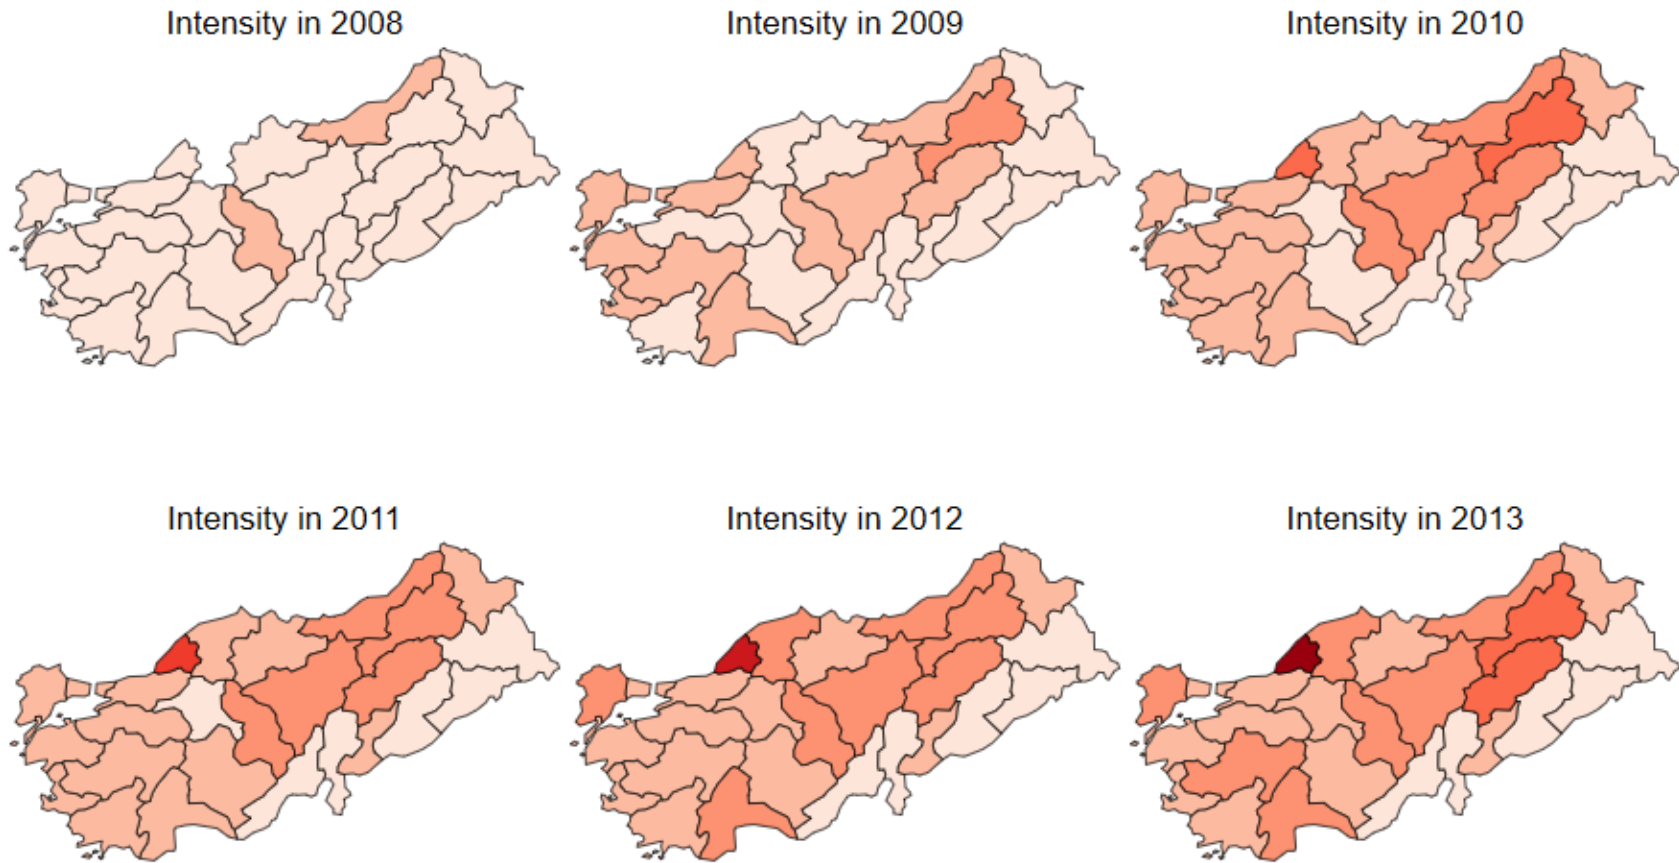 Intensity in 2008
Intensity in 2009
Intensity in 2010
Intensity in 2011
Intensity in 2012
Intensity in 2013